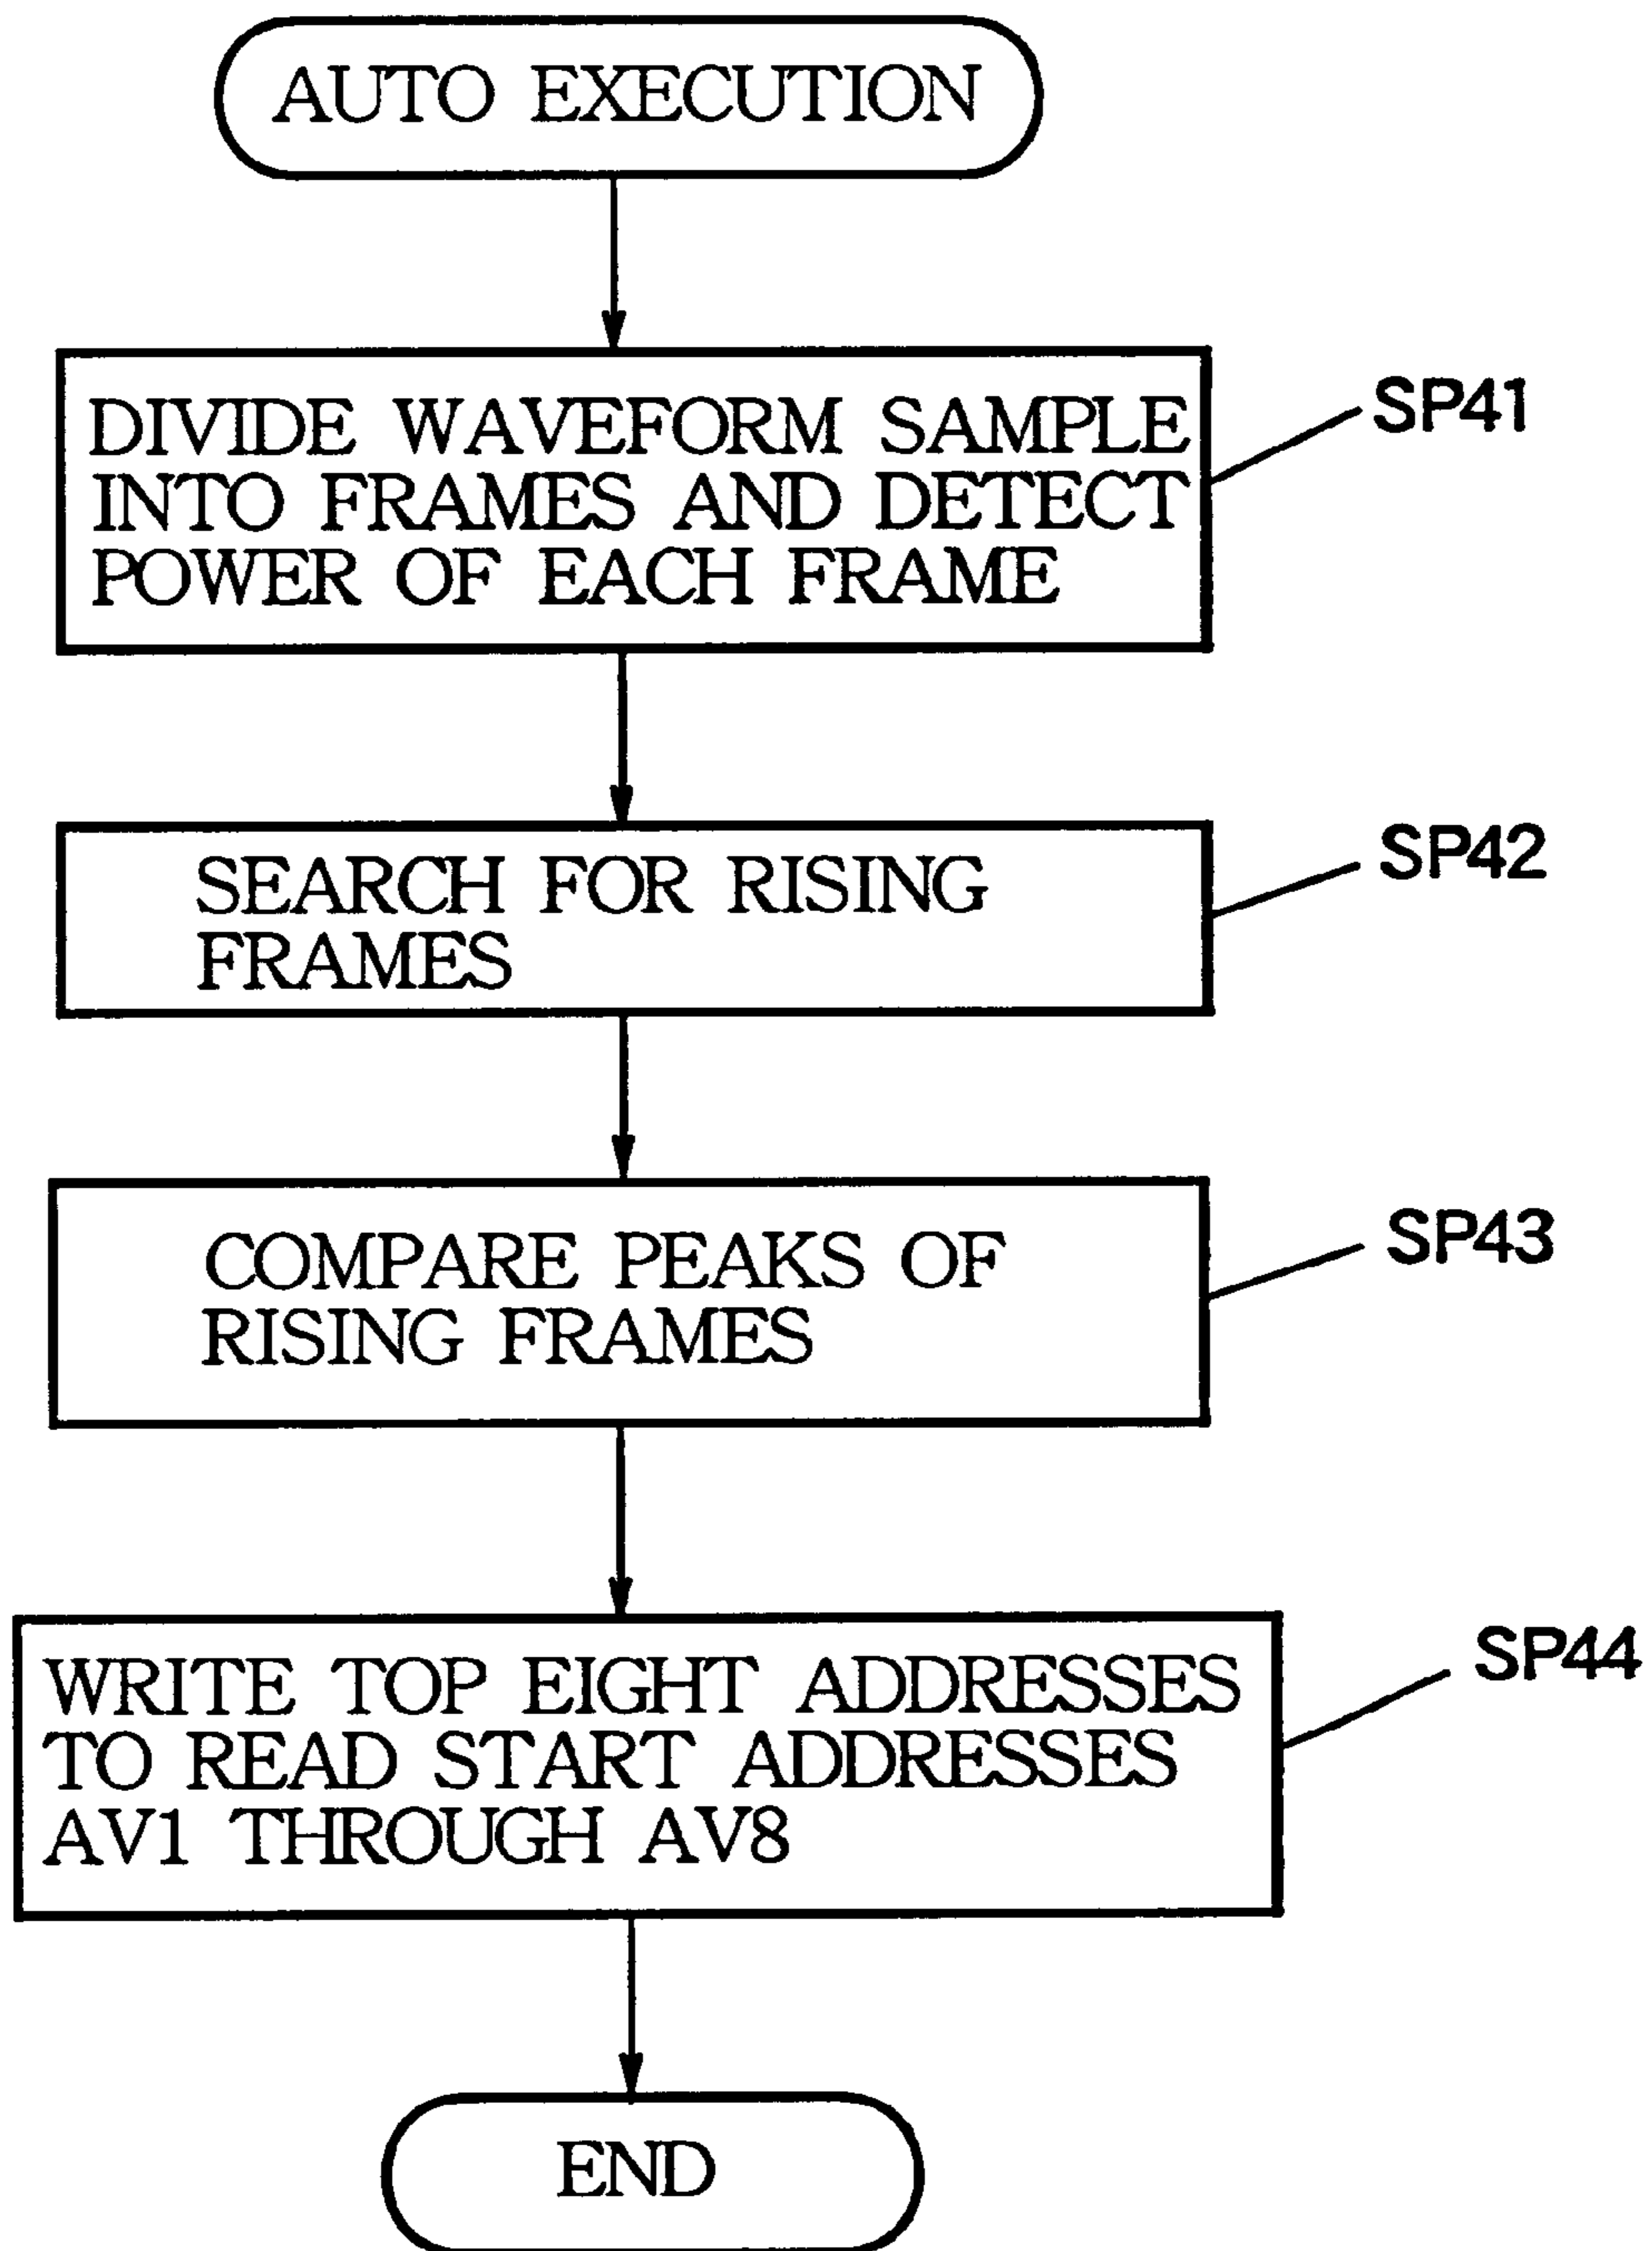 AUTO EXECUTION
DIVIDE WAVEFORM SAMPLE
INTO FRAMES AND DETECT
POWER OF EACH FRAME
SP41
SEARCH FOR RISING
FRAMES
SP42
COMPARE PEAKS OF
RISING FRAMES
SP43
WRITE TOP EIGHT ADDRESSES
TO READ START ADDRESSES
AV1 THROUGH AV8
SP44
END